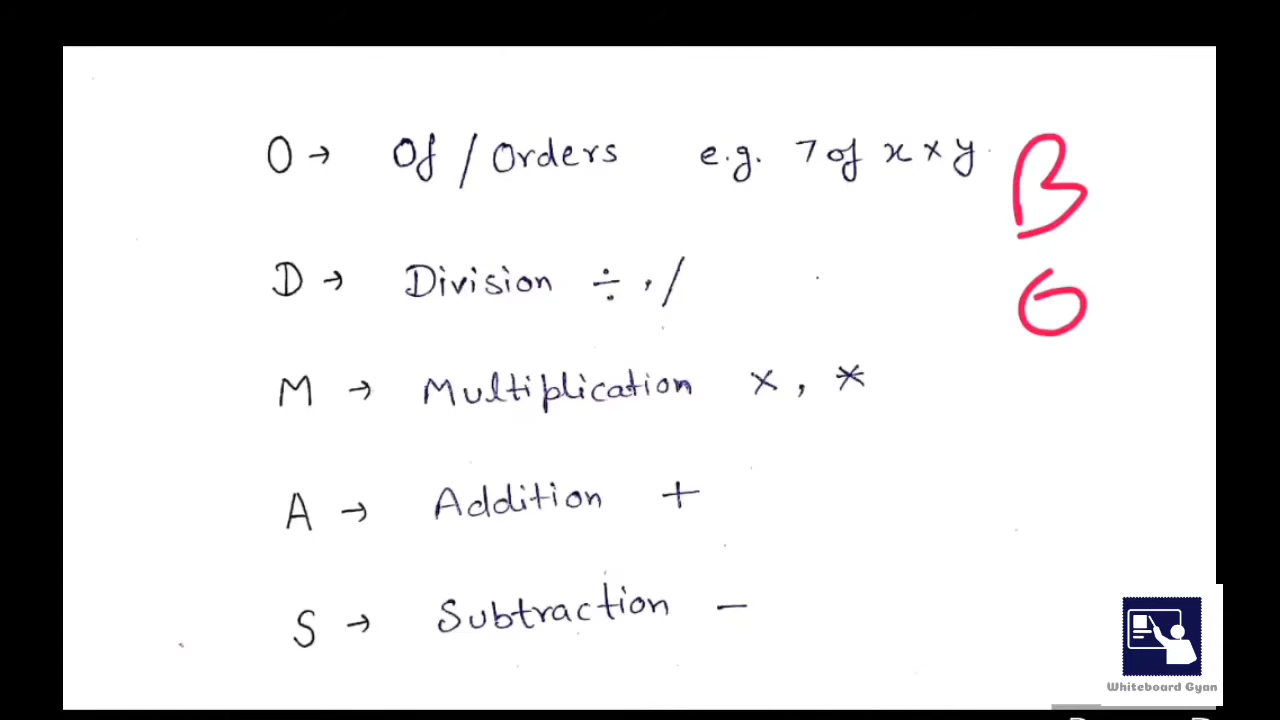 O → Of / Orders e.g. 7 of x × y
B
D → Division ÷ , /
O
M → Multiplication × , *
A → Addition +
S → Subtraction −
Whiteboard Gyan